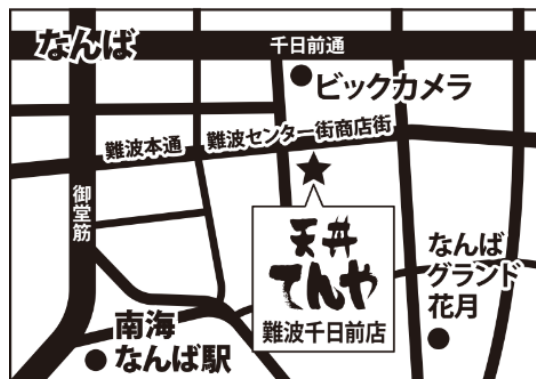 なんば
千日前通
ビックカメラ
難波本通
難波センター街商店街
御堂筋
天丼
てんや
難波千日前店
なんば
グランド
花月
南海
なんば駅